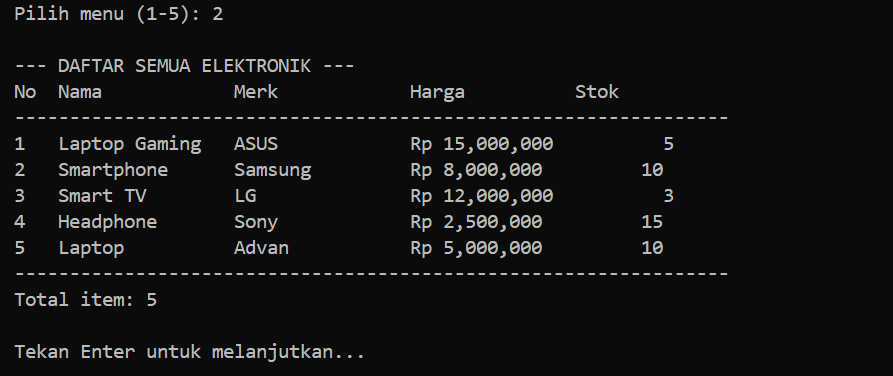 Pilih menu (1-5): 2
--- DAFTAR SEMUA ELEKTRONIK ---
No  Nama            Merk            Harga          Stok
-----------------------------------------------------------------
1   Laptop Gaming   ASUS            Rp 15,000,000          5
2   Smartphone      Samsung         Rp 8,000,000         10
3   Smart TV        LG              Rp 12,000,000          3
4   Headphone       Sony            Rp 2,500,000         15
5   Laptop          Advan           Rp 5,000,000         10
-----------------------------------------------------------------
Total item: 5
Tekan Enter untuk melanjutkan...